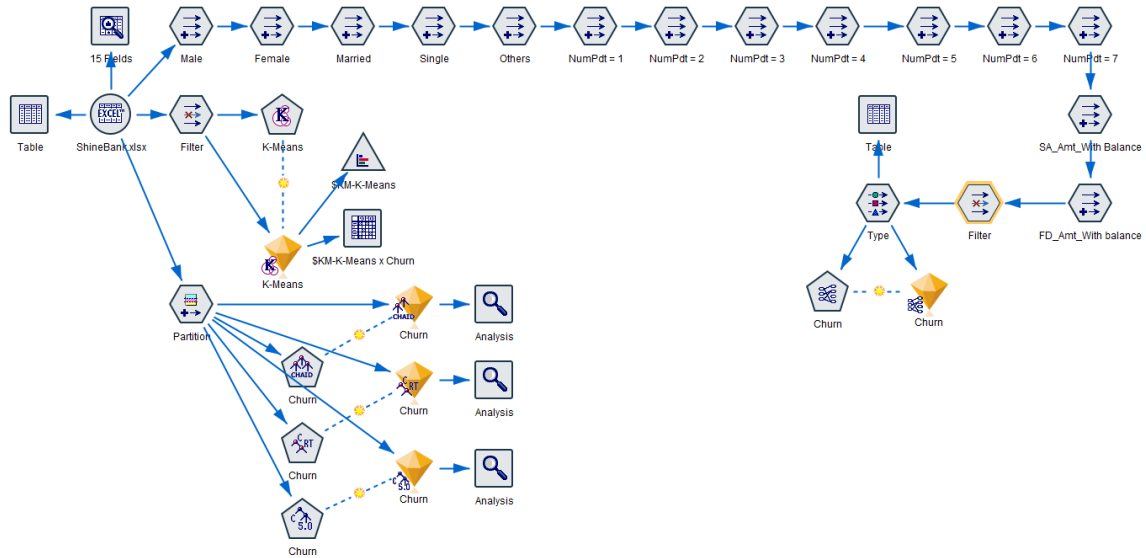 15 Fields
Male
Female
Married
Single
Others
NumPdt = 1
NumPdt = 2
NumPdt = 3
NumPdt = 4
NumPdt = 5
NumPdt = 6
NumPdt = 7
EXCEL
Table
ShineBank.xlsx
Filter
K
K-Means
Table
SA_Amt_With Balance
$KM-K-Means
K
K-Means
$KM-K-Means x Churn
Type
Filter
FD_Amt_With balance
Partition
CHAID
Churn
Analysis
Churn
Churn
CHAID
Churn
C RT
Churn
Analysis
C RT
Churn
C 5.0
Churn
Analysis
C 5.0
Churn